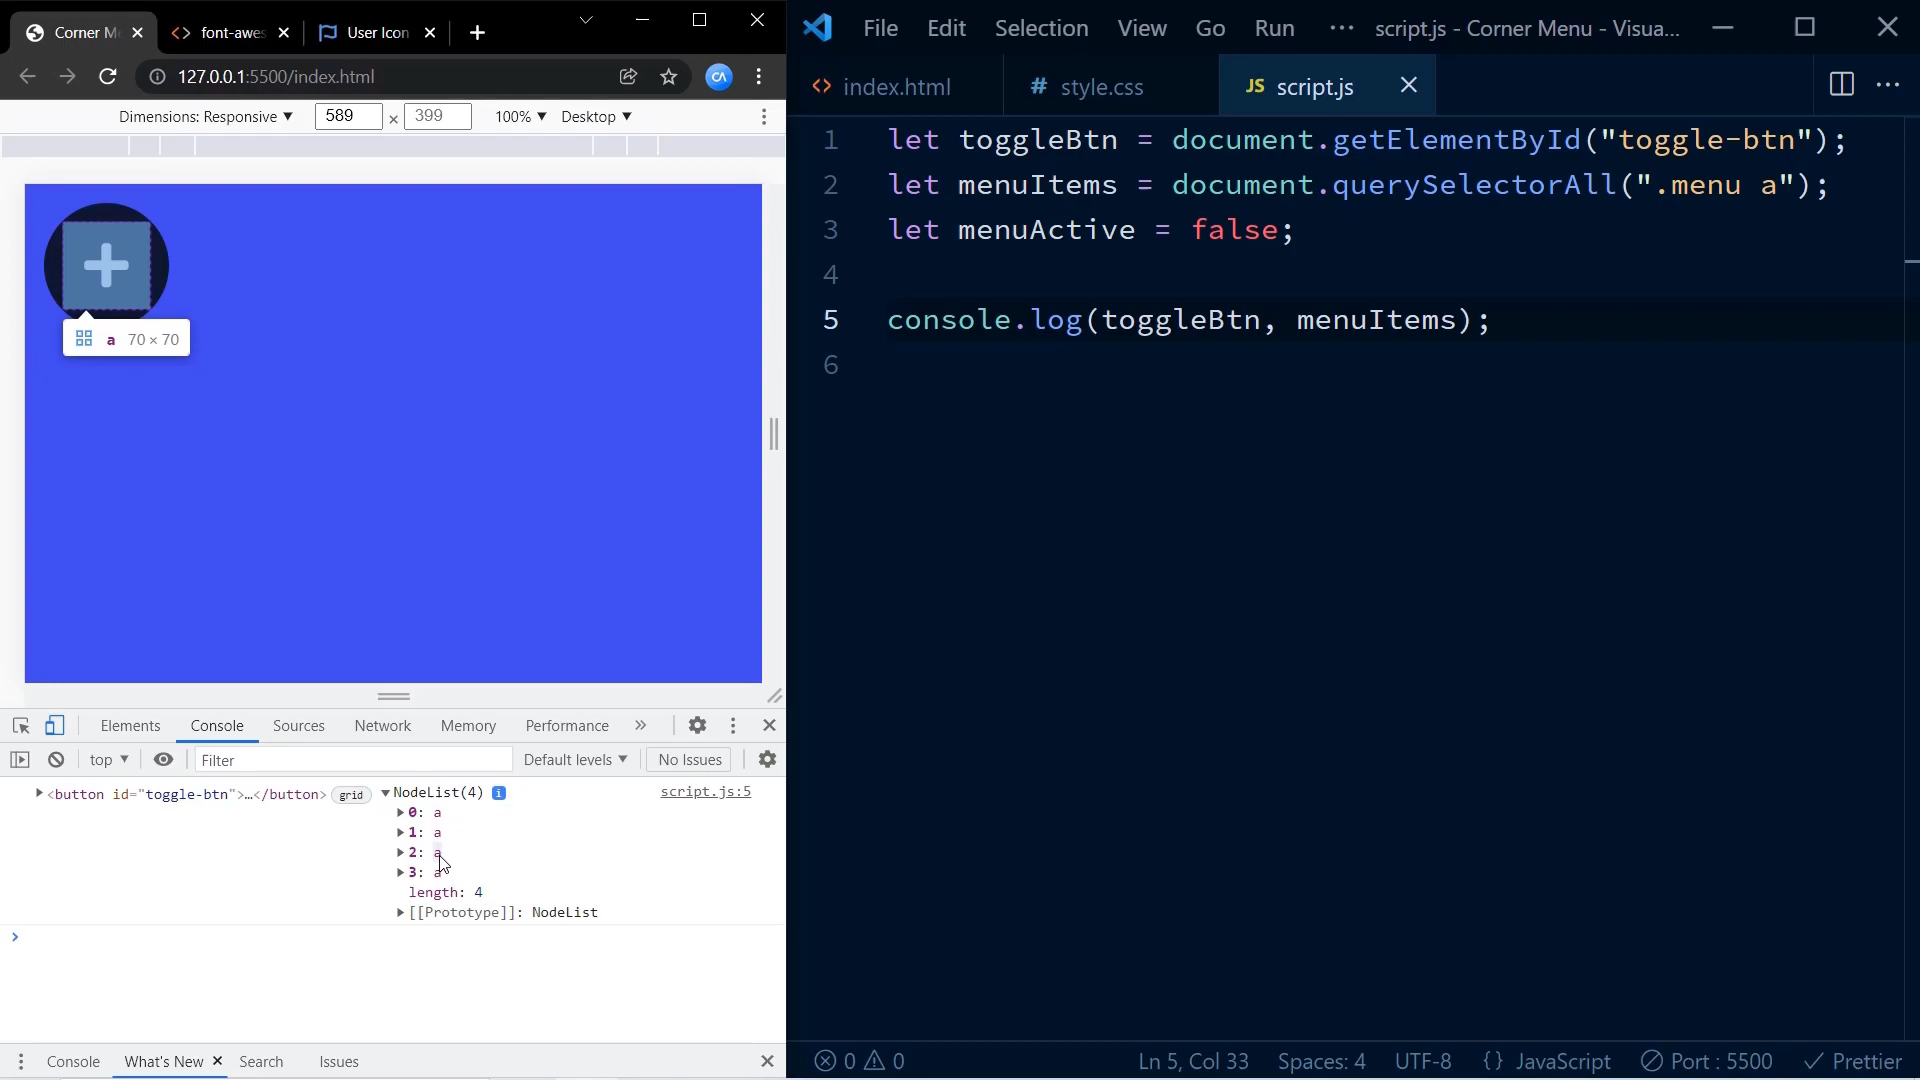 Corner M
font-awes
User Icon
127.0.0.1:5500/index.html
CA
Dimensions: Responsive ▼ 589 × 399 100% ▼ Desktop ▼
a 70 × 70
Elements Console Sources Network Memory Performance »
top ▼ Filter Default levels ▼ No Issues
<button id="toggle-btn">…</button> grid NodeList(4) i script.js:5
0: a
1: a
2: a
3: a
length: 4
[[Prototype]]: NodeList
Console What's New Search Issues
File Edit Selection View Go Run ··· script.js - Corner Menu - Visua...
<> index.html # style.css JS script.js
1 let toggleBtn = document.getElementById("toggle-btn");
2 let menuItems = document.querySelectorAll(".menu a");
3 let menuActive = false;
4
5 console.log(toggleBtn, menuItems);
6
0 0 Ln 5, Col 33 Spaces: 4 UTF-8 {} JavaScript Port : 5500 Prettier